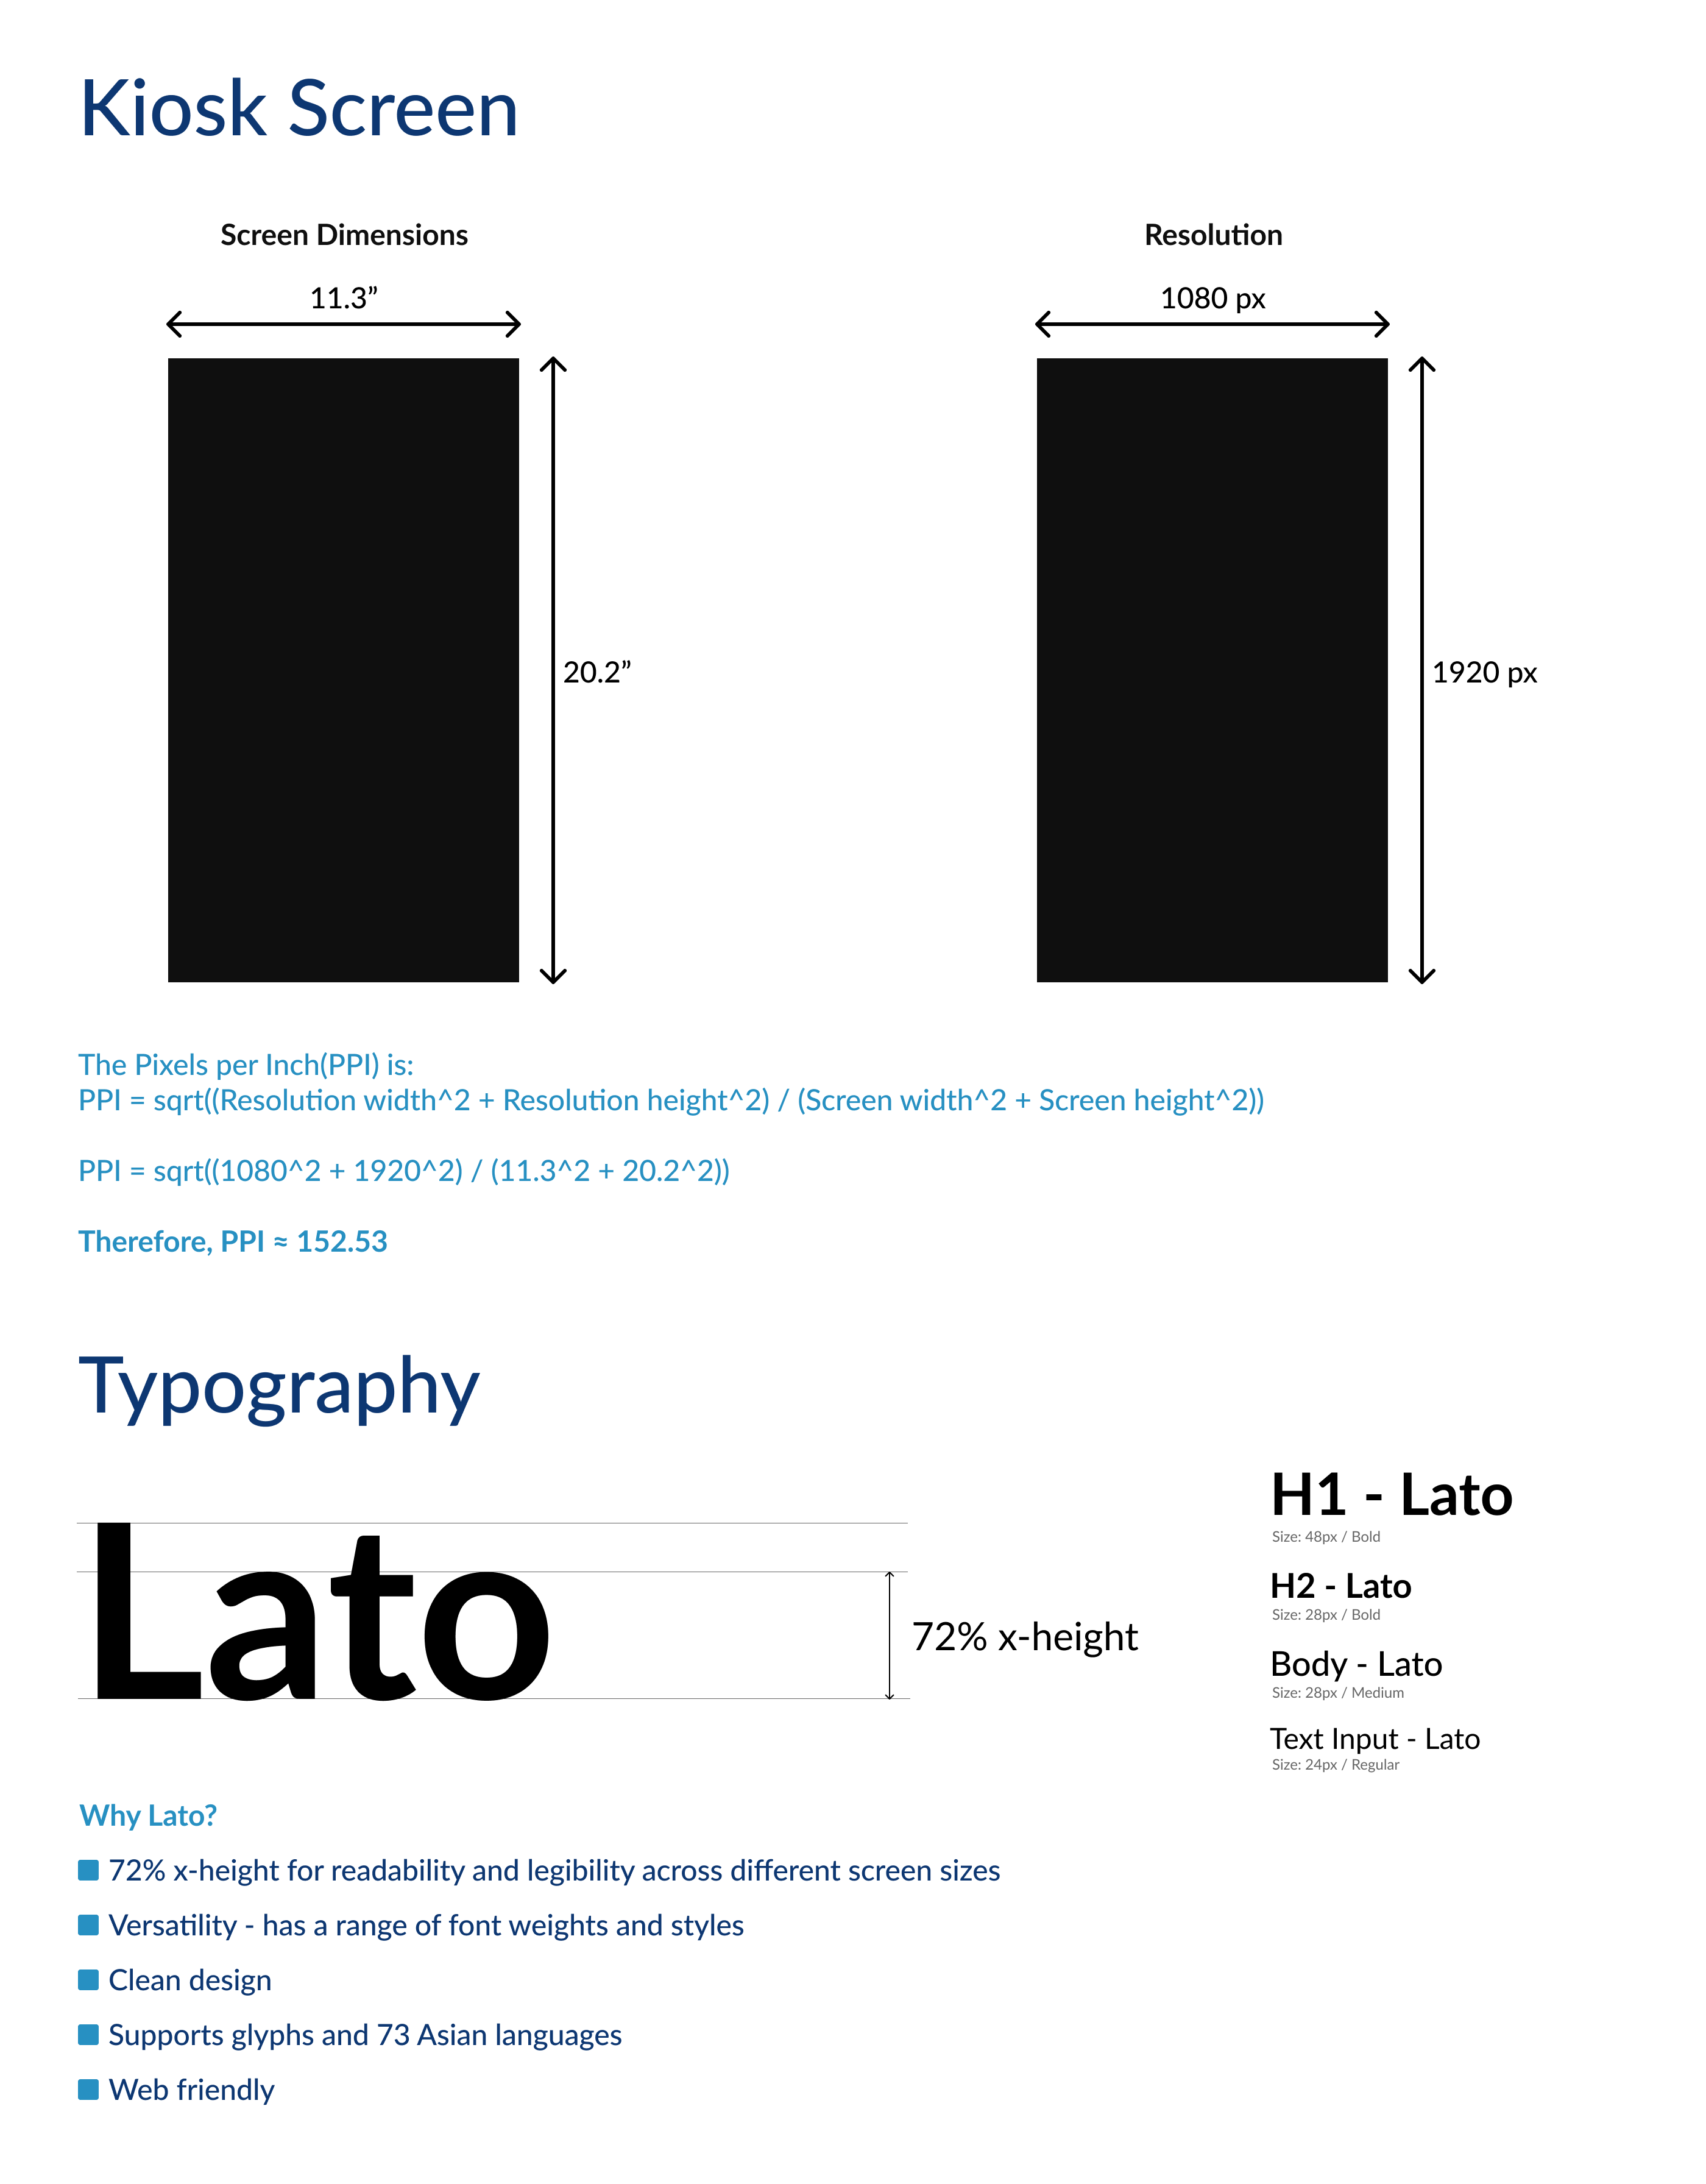 Kiosk Screen
Screen Dimensions
11.3”
20.2”
Resolution
1080 px
1920 px
The Pixels per Inch(PPI) is:
PPI = sqrt((Resolution width^2 + Resolution height^2) / (Screen width^2 + Screen height^2))
PPI = sqrt((1080^2 + 1920^2) / (11.3^2 + 20.2^2))
Therefore, PPI ≈ 152.53
Typography
Lato
72% x-height
H1 - Lato
Size: 48px / Bold
H2 - Lato
Size: 28px / Bold
Body - Lato
Size: 28px / Medium
Text Input - Lato
Size: 24px / Regular
Why Lato?
72% x-height for readability and legibility across different screen sizes
Versatility - has a range of font weights and styles
Clean design
Supports glyphs and 73 Asian languages
Web friendly